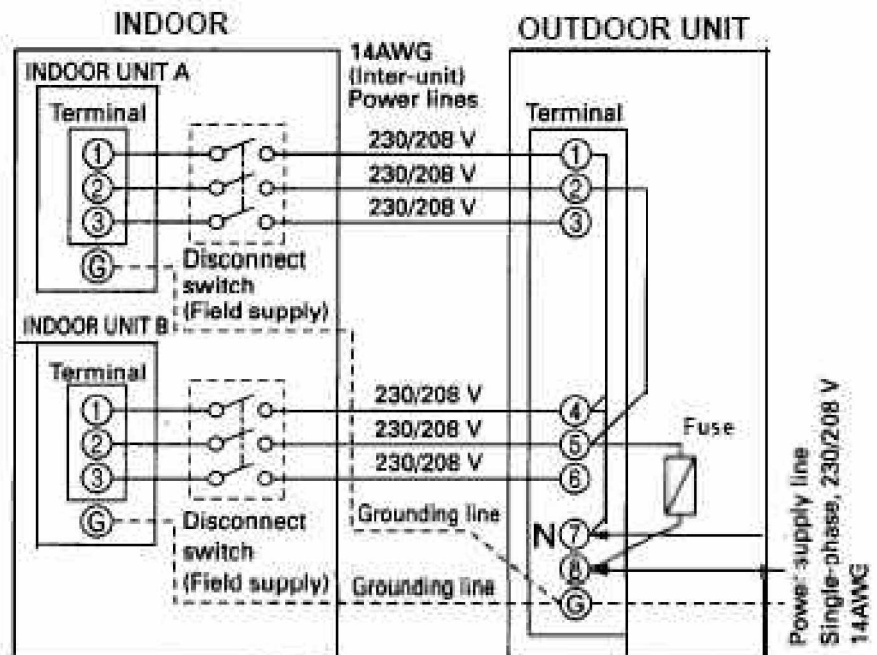 INDOOR
OUTDOOR UNIT
INDOOR UNIT A
14AWG
(Inter-unit)
Power lines
Terminal
Terminal
1
230/208 V
1
2
230/208 V
2
3
230/208 V
3
G
Disconnect
switch
(Field supply)
INDOOR UNIT B
Terminal
1
230/208 V
4
2
230/208 V
5
Fuse
3
230/208 V
6
G
Disconnect
switch
(Field supply)
Grounding line
N
7
8
Grounding line
G
Power supply line
Single-phase, 230/208 V
14AWG